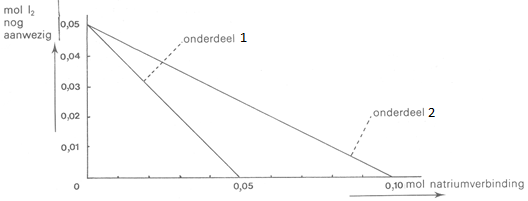 mol I₂
nog
aanwezig
0,05
0,04
0,03
0,02
0,01
onderdeel 1
onderdeel 2
0
0,05
0,10 mol natriumverbinding